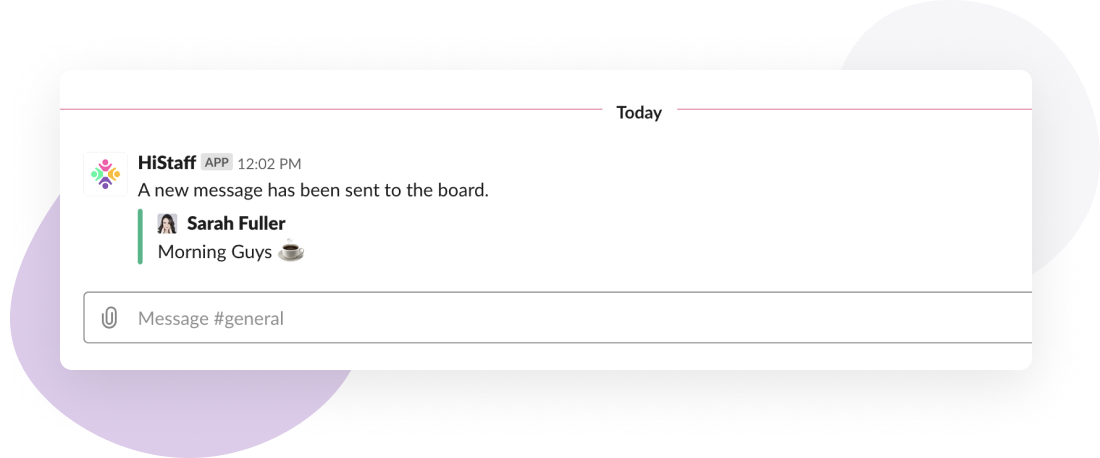 Today
HiStaff APP 12:02 PM
A new message has been sent to the board.
Sarah Fuller
Morning Guys ☕
Message #general